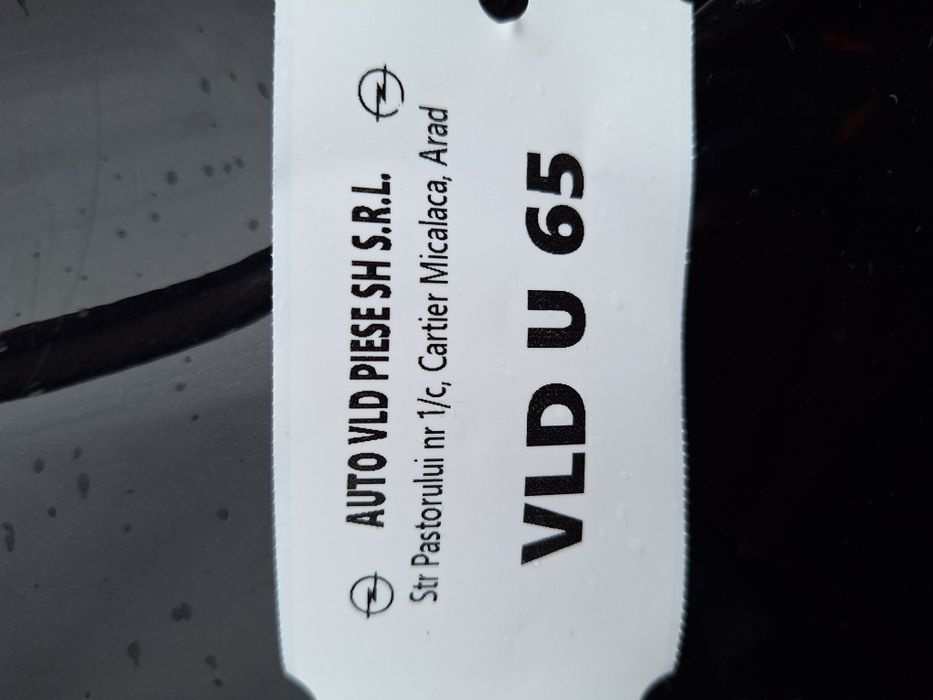 AUTO VLD PIESE SH S.R.L.
Str Pastorului nr 1/c, Cartier Micalaca, Arad
VLD U 65